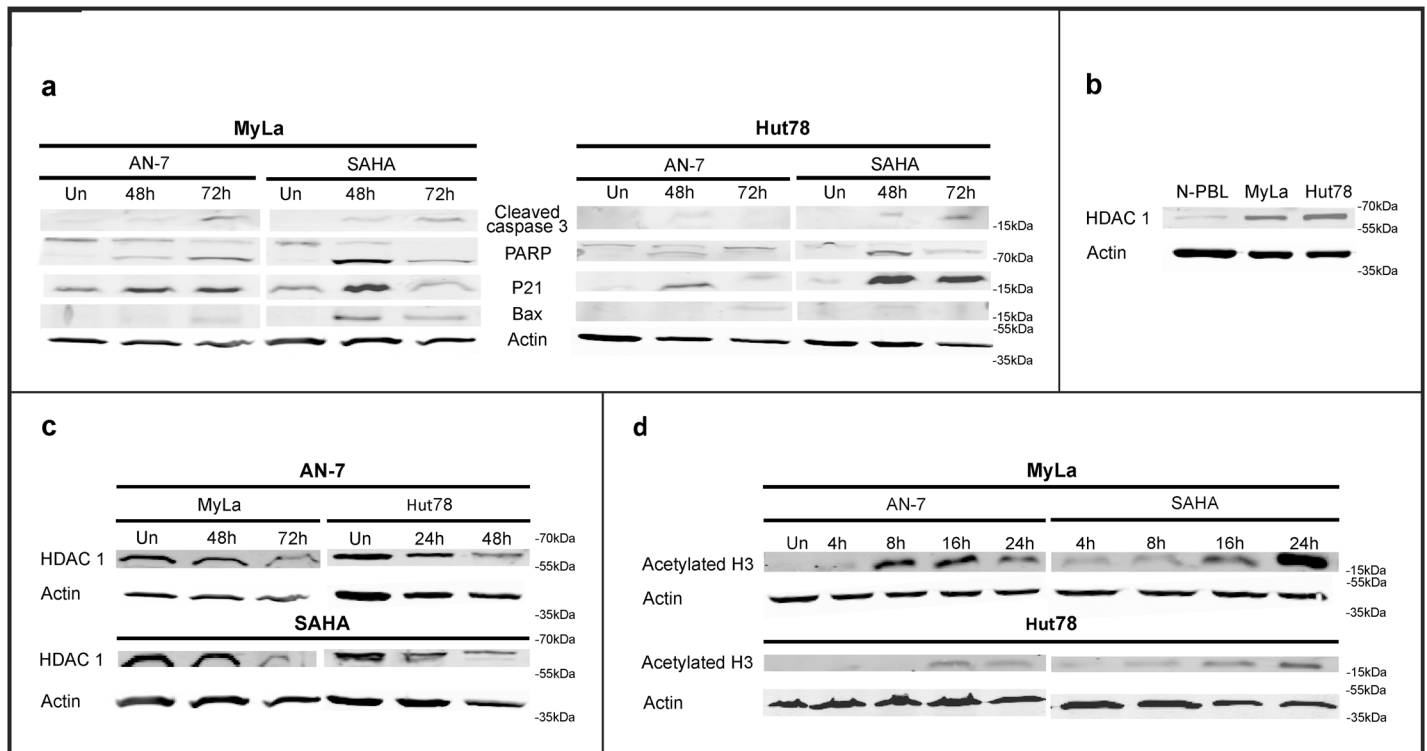 a
MyLa
AN-7 SAHA
Un 48h 72h Un 48h 72h
Hut78
AN-7 SAHA
Un 48h 72h Un 48h 72h
Cleaved
caspase 3 -15kDa
PARP -70kDa
P21 -15kDa
Bax -15kDa
-55kDa
Actin
-35kDa
b
N-PBL MyLa Hut78
-70kDa
HDAC 1
-55kDa
Actin
-35kDa
c
AN-7
MyLa Hut78
Un 48h 72h Un 24h 48h
-70kDa
HDAC 1
-55kDa
Actin
-35kDa
SAHA
-70kDa
HDAC 1
-55kDa
Actin
-35kDa
d
MyLa
AN-7 SAHA
Un 4h 8h 16h 24h 4h 8h 16h 24h
Acetylated H3 -15kDa
-55kDa
Actin
-35kDa
Hut78
Acetylated H3 -15kDa
-55kDa
Actin
-35kDa